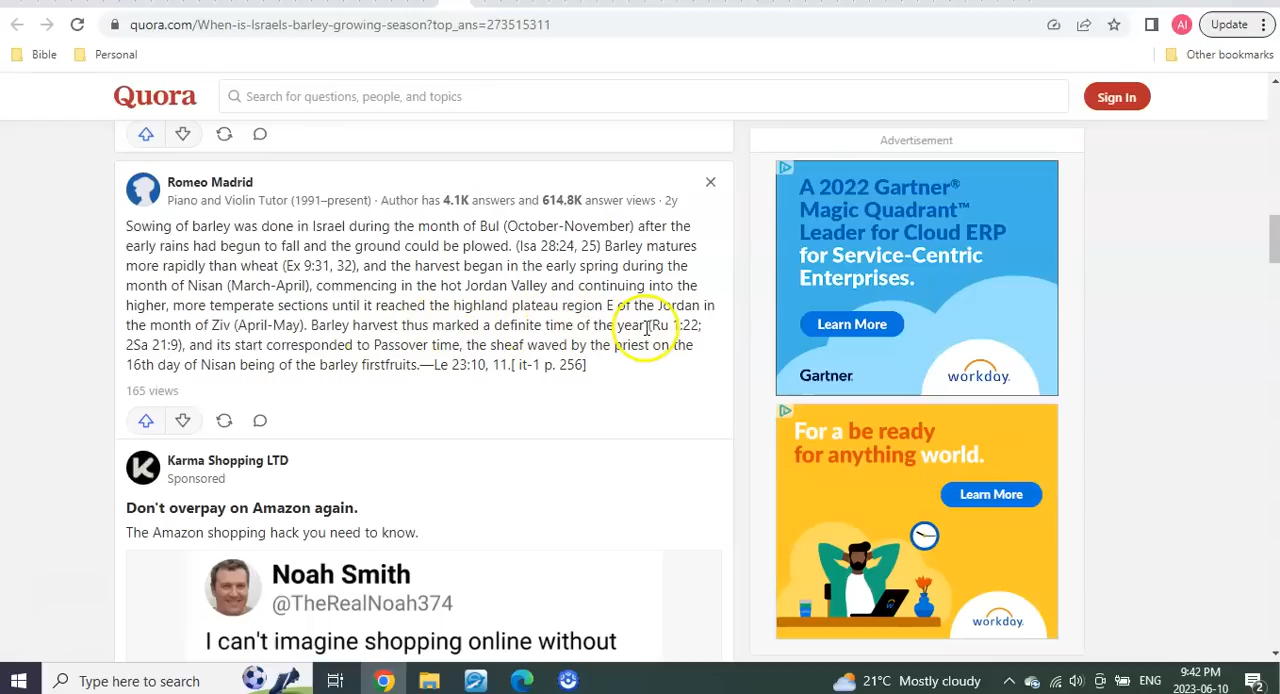 quora.com/When-is-Israels-barley-growing-season?top_ans=273515311
AI
Update
Bible
Personal
Other bookmarks
Quora
Search for questions, people, and topics
Sign In
Romeo Madrid
Piano and Violin Tutor (1991–present) · Author has 4.1K answers and 614.8K answer views · 2y
Sowing of barley was done in Israel during the month of Bul (October-November) after the
early rains had begun to fall and the ground could be plowed. (Isa 28:24, 25) Barley matures
more rapidly than wheat (Ex 9:31, 32), and the harvest began in the early spring during the
month of Nisan (March-April), commencing in the hot Jordan Valley and continuing into the
higher, more temperate sections until it reached the highland plateau region E of the Jordan in
the month of Ziv (April-May). Barley harvest thus marked a definite time of the year (Ru 1:22;
2Sa 21:9), and its start corresponded to Passover time, the sheaf waved by the priest on the
16th day of Nisan being of the barley firstfruits.—Le 23:10, 11.[ it-1 p. 256]
165 views
Karma Shopping LTD
Sponsored
Don't overpay on Amazon again.
The Amazon shopping hack you need to know.
Noah Smith
@TheRealNoah374
I can't imagine shopping online without
Advertisement
A 2022 Gartner®
Magic Quadrant™
Leader for Cloud ERP
for Service-Centric
Enterprises.
Learn More
Gartner
workday.
For a be ready
for anything world.
Learn More
workday.
Type here to search
21°C Mostly cloudy
ENG
9:42 PM
2023-06-10
2